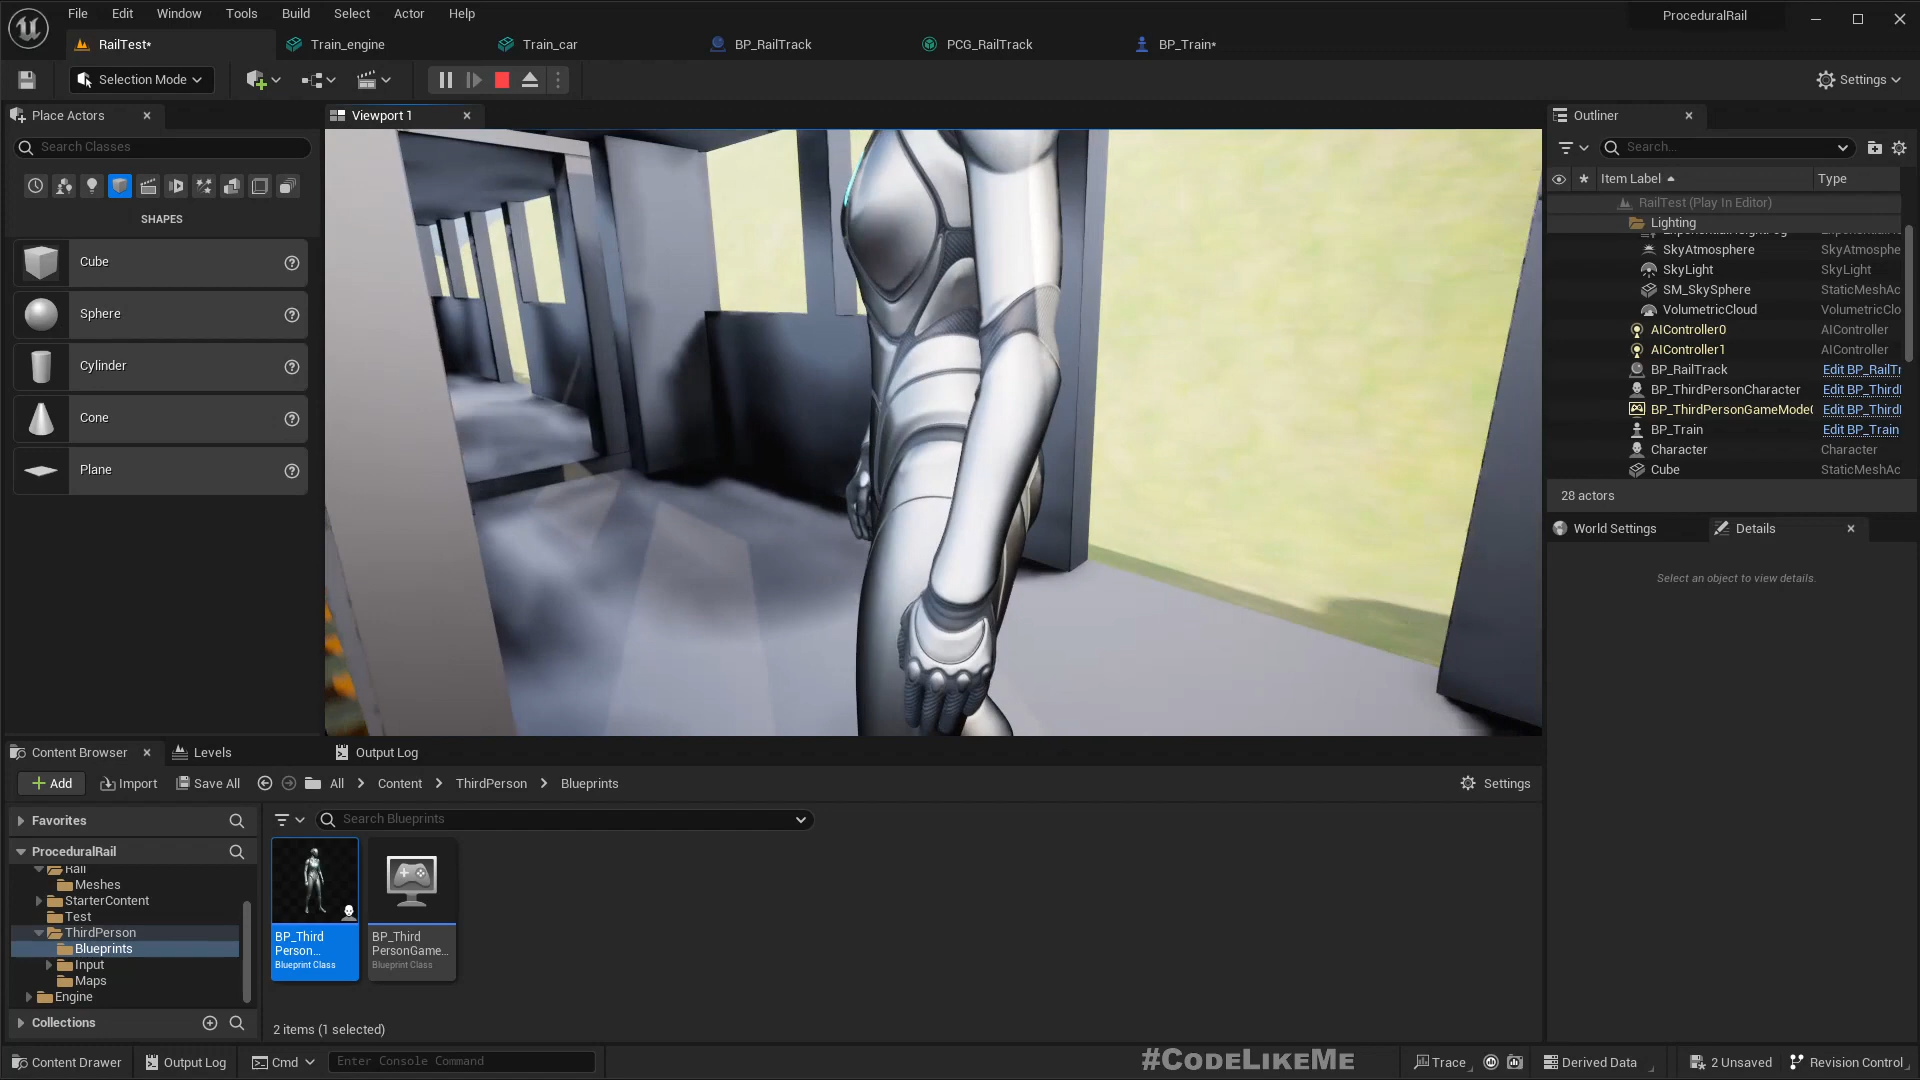 File Edit Window Tools Build Select Actor Help
ProceduralRail
RailTest* Train_engine Train_car BP_RailTrack PCG_RailTrack BP_Train*
Selection Mode
Settings
Place Actors
Viewport 1
Outliner
Search Classes
Search...
Item Label Type
SHAPES
RailTest (Play In Editor)
Lighting
SkyAtmosphere SkyAtmosphe
SkyLight SkyLight
SM_SkySphere StaticMeshAc
VolumetricCloud VolumetricClo
AIController0 AIController
AIController1 AIController
BP_RailTrack Edit BP_RailTr
BP_ThirdPersonCharacter Edit BP_Third
BP_ThirdPersonGameMode Edit BP_Third
BP_Train Edit BP_Train
Character Character
Cube StaticMeshAc
28 actors
Cube
Sphere
Cylinder
Cone
Plane
World Settings Details
Select an object to view details.
Content Browser Levels Output Log
Add Import Save All All Content ThirdPerson Blueprints Settings
Favorites
Search Blueprints
ProceduralRail
Rail
Meshes
StarterContent
Test
ThirdPerson
Blueprints
Input
Maps
Engine
Collections
BP_Third
Person...
Blueprint Class
BP_Third
PersonGame...
Blueprint Class
2 items (1 selected)
Content Drawer Output Log Cmd Enter Console Command
#CODELIKEME
Trace Derived Data 2 Unsaved Revision Control